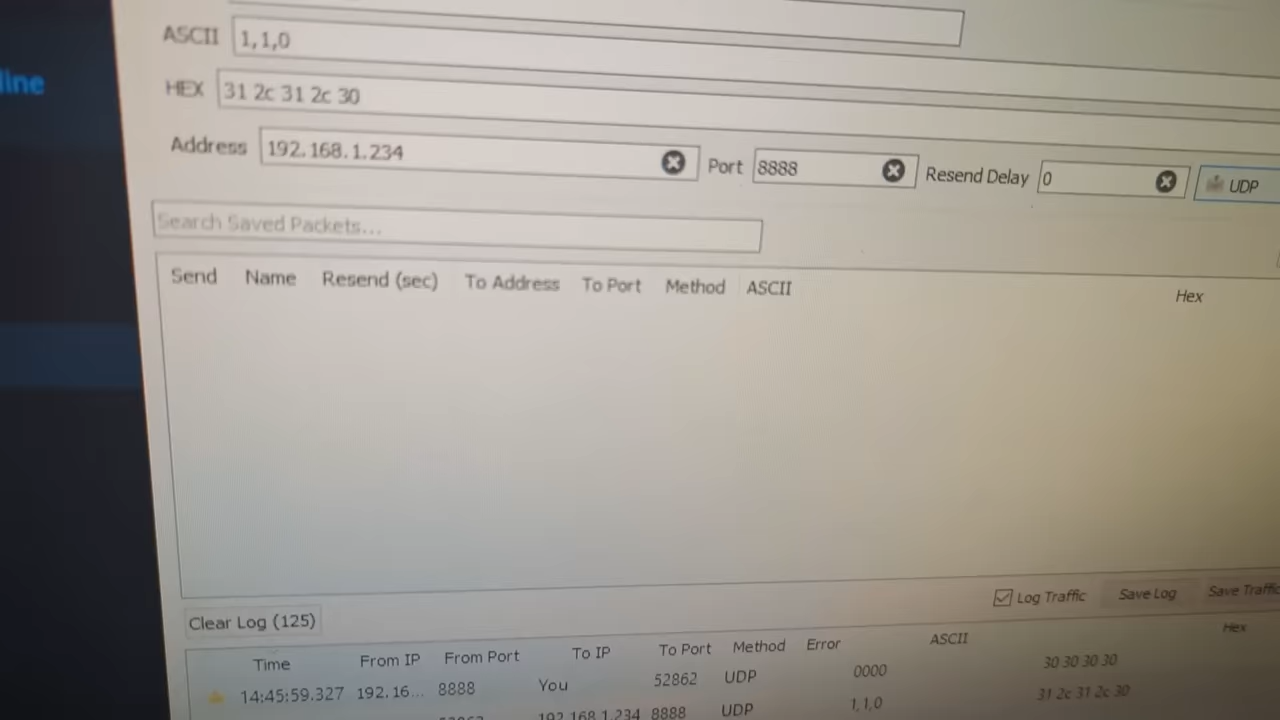 ASCII 1,1,0
line
HEX 31 2c 31 2c 30
Address 192.168.1.234 Port 8888 Resend Delay 0 UDP
Search Saved Packets...
Send Name Resend (sec) To Address To Port Method ASCII Hex
Log Traffic Save Log Save Traffic
Clear Log (125)
Time From IP From Port To IP To Port Method Error ASCII Hex
14:45:59.327 192.16... 8888 You 52862 UDP 0000 30 30 30 30
192.168.1.234 8888 UDP 1,1,0 31 2c 31 2c 30